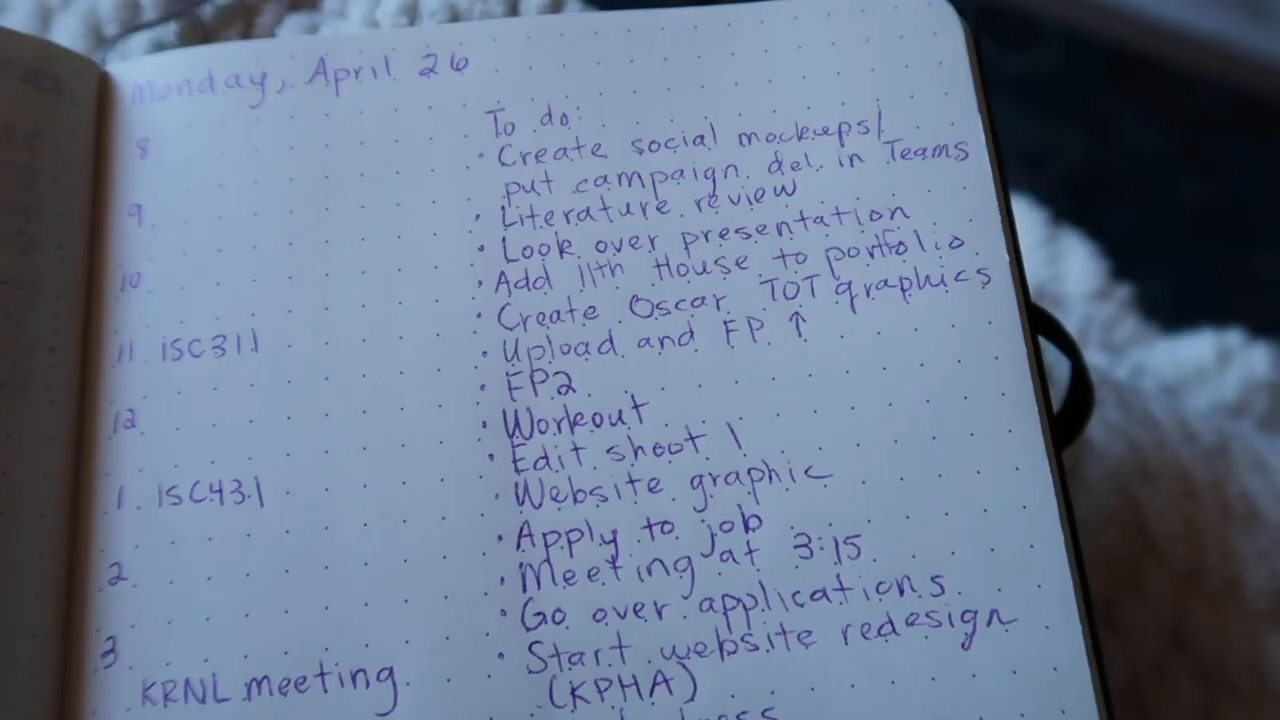 Monday, April 26
8
9
10
11 ISC311
12
1 ISC431
2
3
KRNL meeting
To do:
• Create social mockups/
put campaign del. in Teams
• Literature review
• Look over presentation
• Add 11th House to portfolio
• Create Oscar TOT graphics
• Upload and FP ↑
• FP2
• Workout
• Edit shoot 1
• Website graphic
• Apply to job
• Meeting at 3:15
• Go over applications
• Start website redesign
(KPHA)